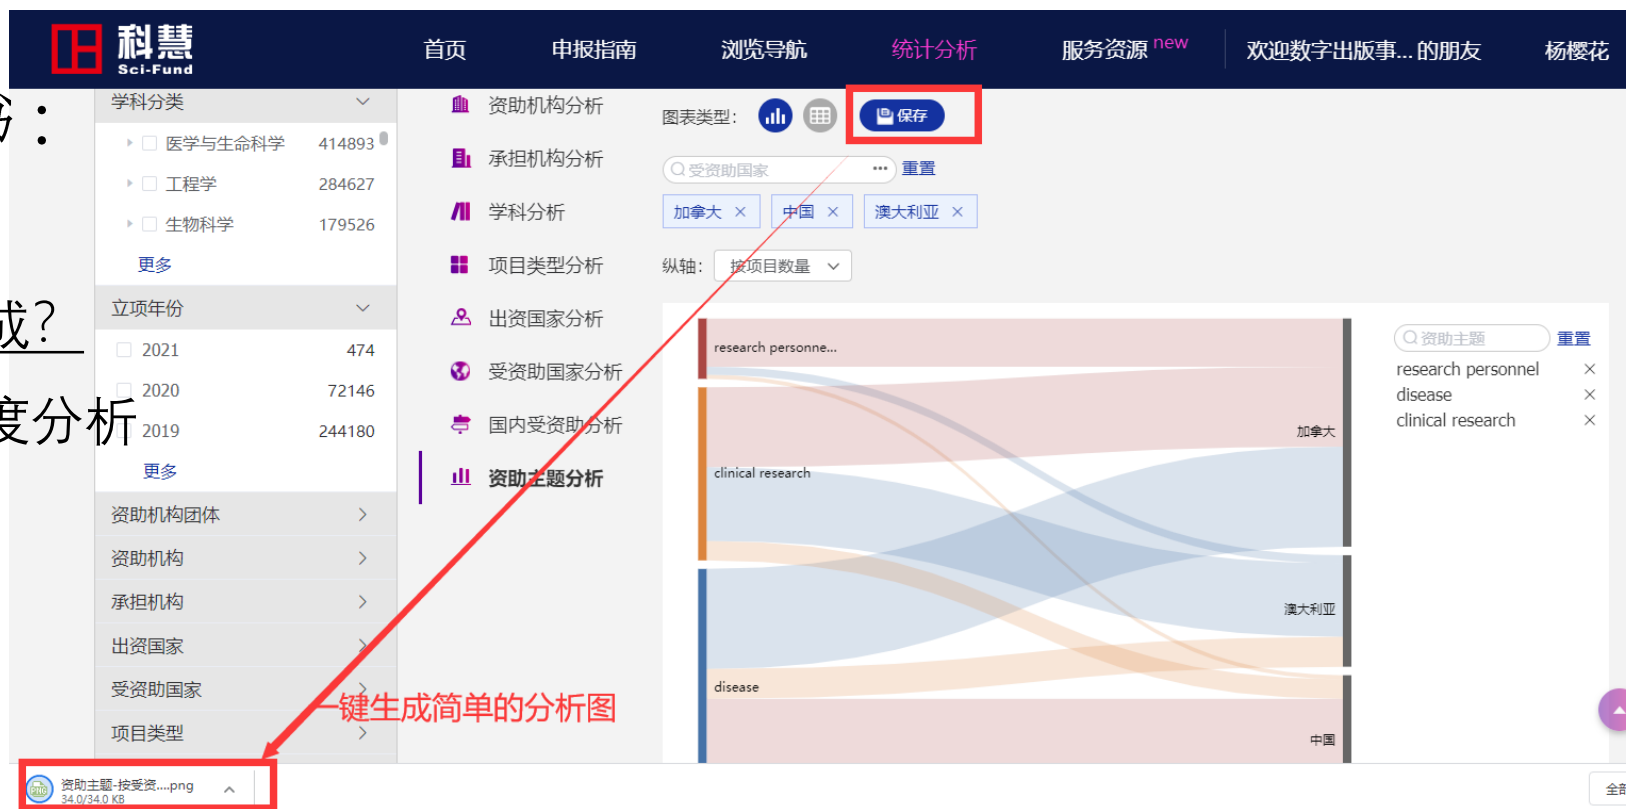 科慧
Sci-Fund
首页
申报指南
浏览导航
统计分析
服务资源 new
欢迎数字出版事...的朋友
杨樱花
：
成？
度分析
学科分类
医学与生命科学 414893
工程学 284627
生物科学 179526
更多
立项年份
2021 474
2020 72146
2019 244180
更多
资助机构团体
资助机构
承担机构
出资国家
受资助国家
项目类型
资助机构分析
承担机构分析
学科分析
项目类型分析
出资国家分析
受资助国家分析
国内受资助分析
资助主题分析
图表类型：
保存
受资助国家 ••• 重置
加拿大 × 中国 × 澳大利亚 ×
纵轴： 按项目数量
research personne...
clinical research
disease
加拿大
澳大利亚
中国
资助主题 重置
research personnel ×
disease ×
clinical research ×
一键生成简单的分析图
PNG
资助主题-按受资....png
34.0/34.0 KB
全部